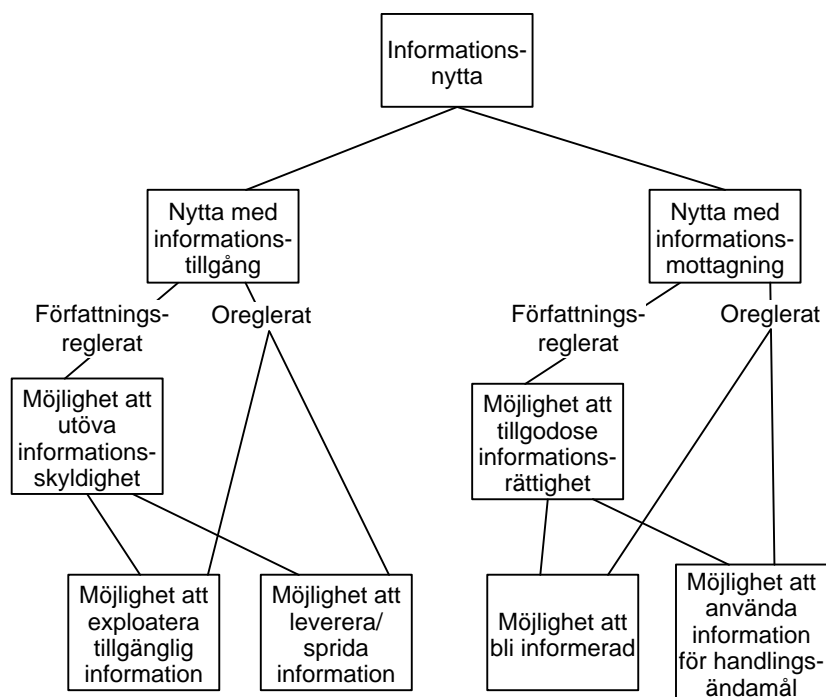 Informations-
nytta
Nytta med
informations-
tillgång
Nytta med
informations-
mottagning
Författnings-
reglerat
Oreglerat
Författnings-
reglerat
Oreglerat
Möjlighet att
utöva
informations-
skyldighet
Möjlighet att
tillgodose
informations-
rättighet
Möjlighet att
exploatera
tillgänglig
information
Möjlighet att
leverera/
sprida
information
Möjlighet att
bli informerad
Möjlighet att
använda
information
för handlings-
ändamål